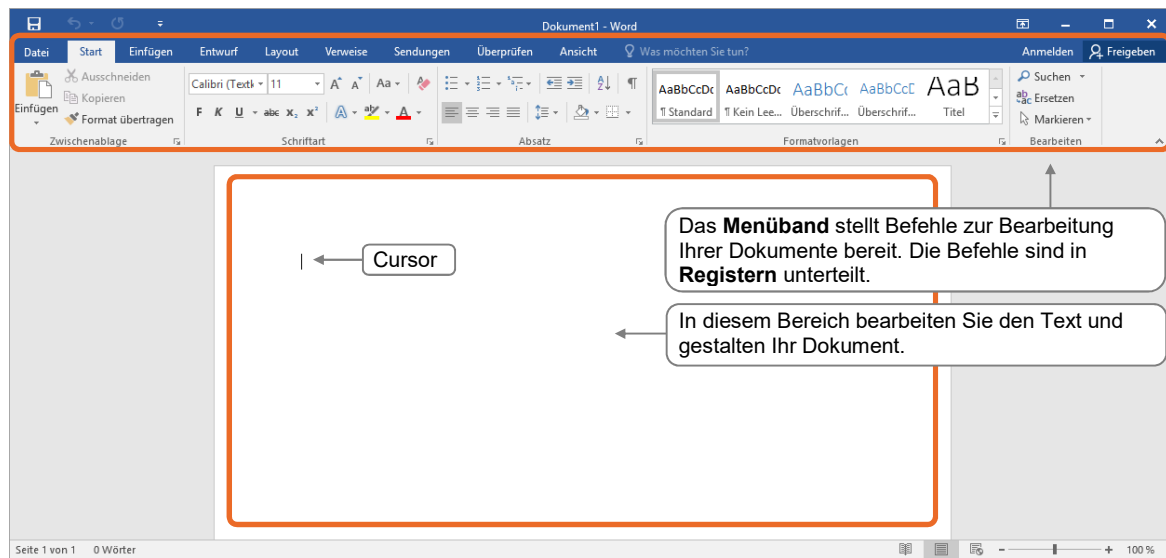 Dokument1 - Word
Datei Start Einfügen Entwurf Layout Verweise Sendungen Überprüfen Ansicht Was möchten Sie tun? Anmelden Freigeben
Einfügen
Ausschneiden
Kopieren
Format übertragen
Zwischenablage
Calibri (Textk 11 A A Aa
F K U abc x₂ x² A aby A
Schriftart
Absatz
AaBbCcDc AaBbCcDc AaBbCc AaBbCcC AaB
¶ Standard ¶ Kein Lee... Überschrif... Überschrif... Titel
Formatvorlagen
Suchen
Ersetzen
Markieren
Bearbeiten
Cursor
Das Menüband stellt Befehle zur Bearbeitung
Ihrer Dokumente bereit. Die Befehle sind in
Registern unterteilt.
In diesem Bereich bearbeiten Sie den Text und
gestalten Ihr Dokument.
Seite 1 von 1 0 Wörter 100 %